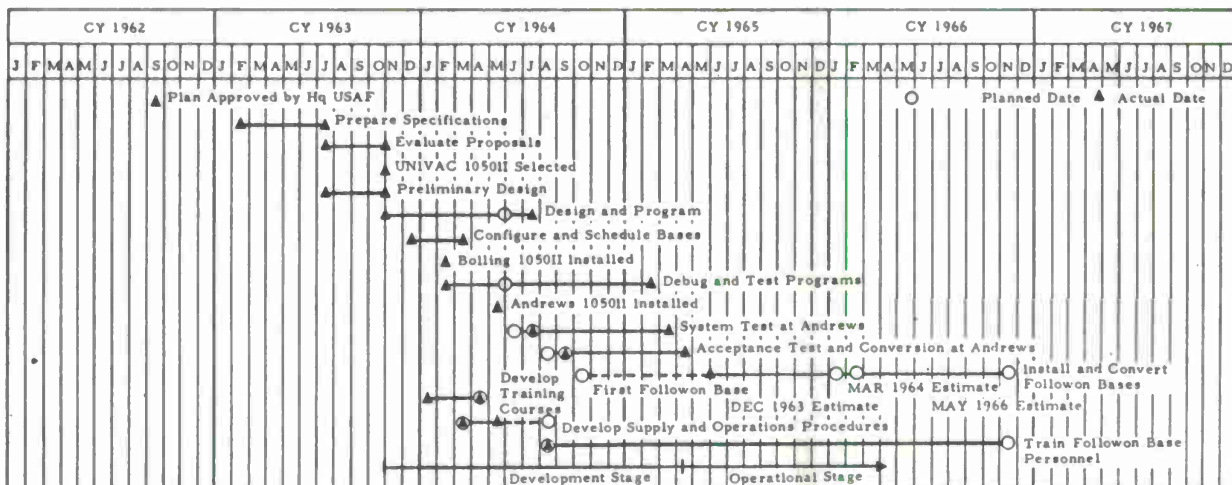 CY 1962 CY 1963 CY 1964 CY 1965 CY 1966 CY 1967
J F M A M J J A S O N D J F M A M J J A S O N D J F M A M J J A S O N D J F M A M J J A S O N D J F M A M J J A S O N D J F M A M J J A S O N D
Plan Approved by Hq USAF
Planned Date Actual Date
Prepare Specifications
Evaluate Proposals
UNIVAC 1050II Selected
Preliminary Design
Design and Program
Configure and Schedule Bases
Bolling 1050II Installed
Debug and Test Programs
Andrews 1050II Installed
System Test at Andrews
Acceptance Test and Conversion at Andrews
Develop
Training
Courses
First Followon Base
MAR 1964 Estimate
Install and Convert
Followon Bases
DEC 1963 Estimate MAY 1966 Estimate
Develop Supply and Operations Procedures
Train Followon Base
Personnel
Development Stage Operational Stage